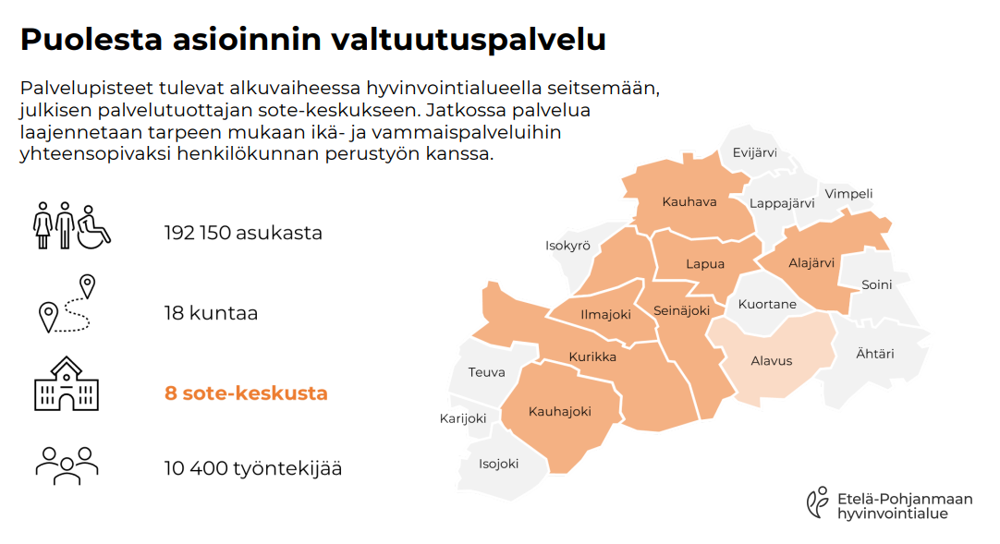 Puolesta asioinnin valtuutuspalvelu
Palvelupisteet tulevat alkuvaiheessa hyvinvointialueella seitsemään,
julkisen palvelutuottajan sote-keskukseen. Jatkossa palvelua
laajennetaan tarpeen mukaan ikä- ja vammaispalveluihin
yhteensopivaksi henkilökunnan perustyön kanssa.
192 150 asukasta
18 kuntaa
8 sote-keskusta
10 400 työntekijää
Evijärvi
Kauhava
Lappajärvi
Vimpeli
Isokyrö
Lapua
Alajärvi
Soini
Ilmajoki
Seinäjoki
Kuortane
Kurikka
Alavus
Ähtäri
Teuva
Kauhajoki
Karijoki
Isojoki
Etelä-Pohjanmaan
hyvinvointialue